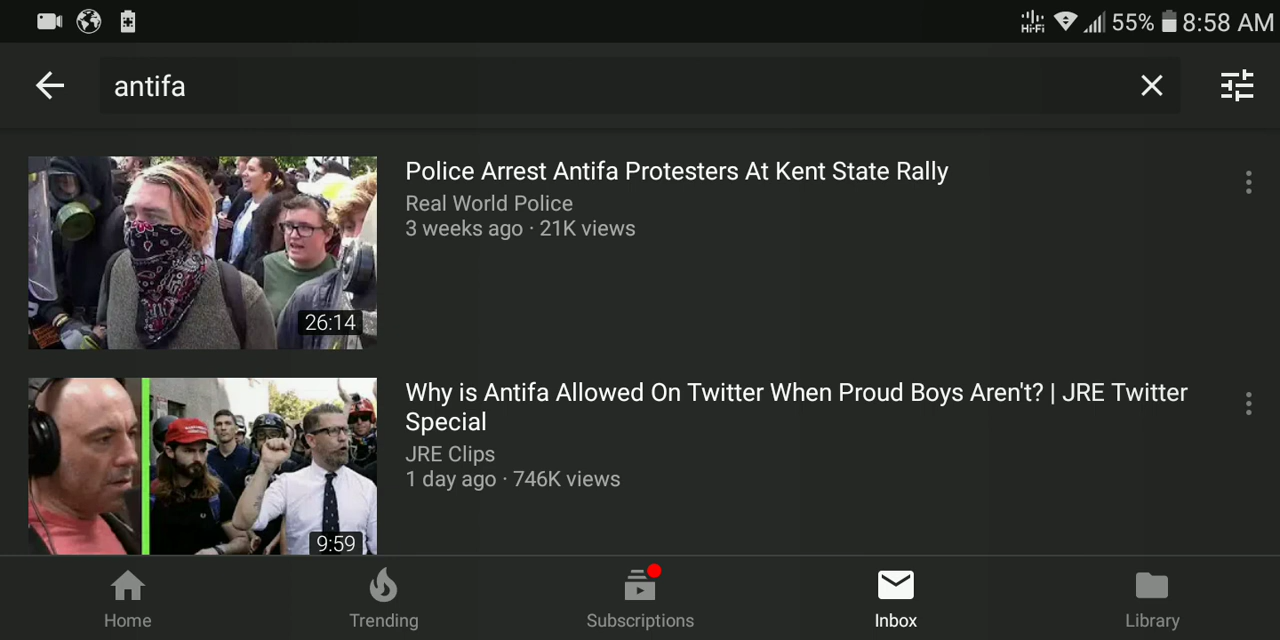 Hi-Fi 55% 8:58 AM
antifa
Police Arrest Antifa Protesters At Kent State Rally
Real World Police
3 weeks ago · 21K views
26:14
Why is Antifa Allowed On Twitter When Proud Boys Aren't? | JRE Twitter
Special
JRE Clips
1 day ago · 746K views
9:59
Home Trending Subscriptions Inbox Library